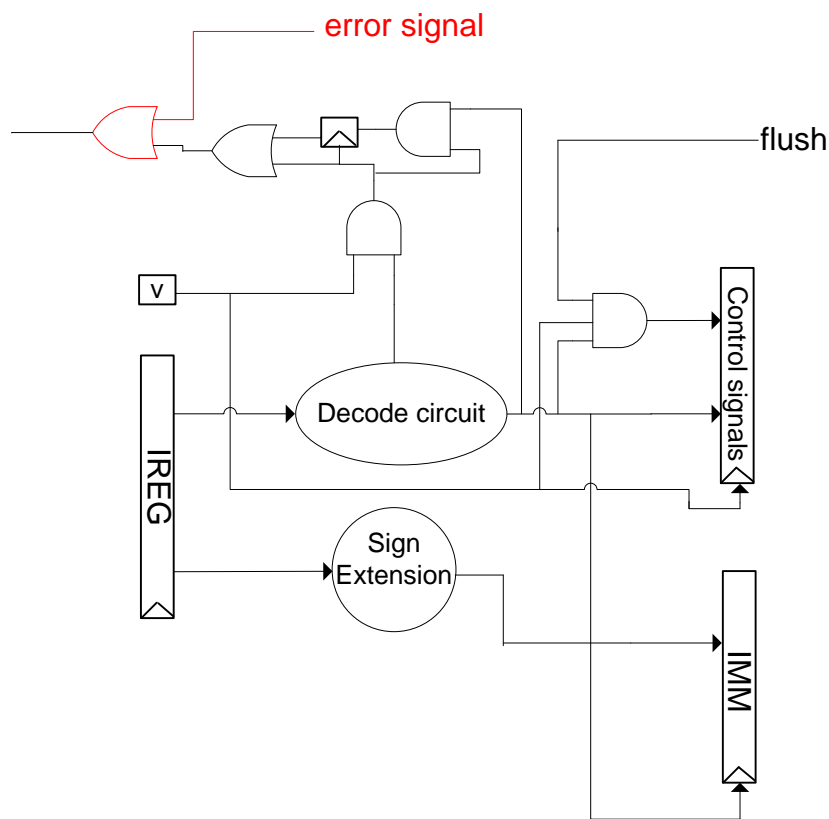 error signal
flush
v
Control signals
Decode circuit
IREG
Sign
Extension
IMM